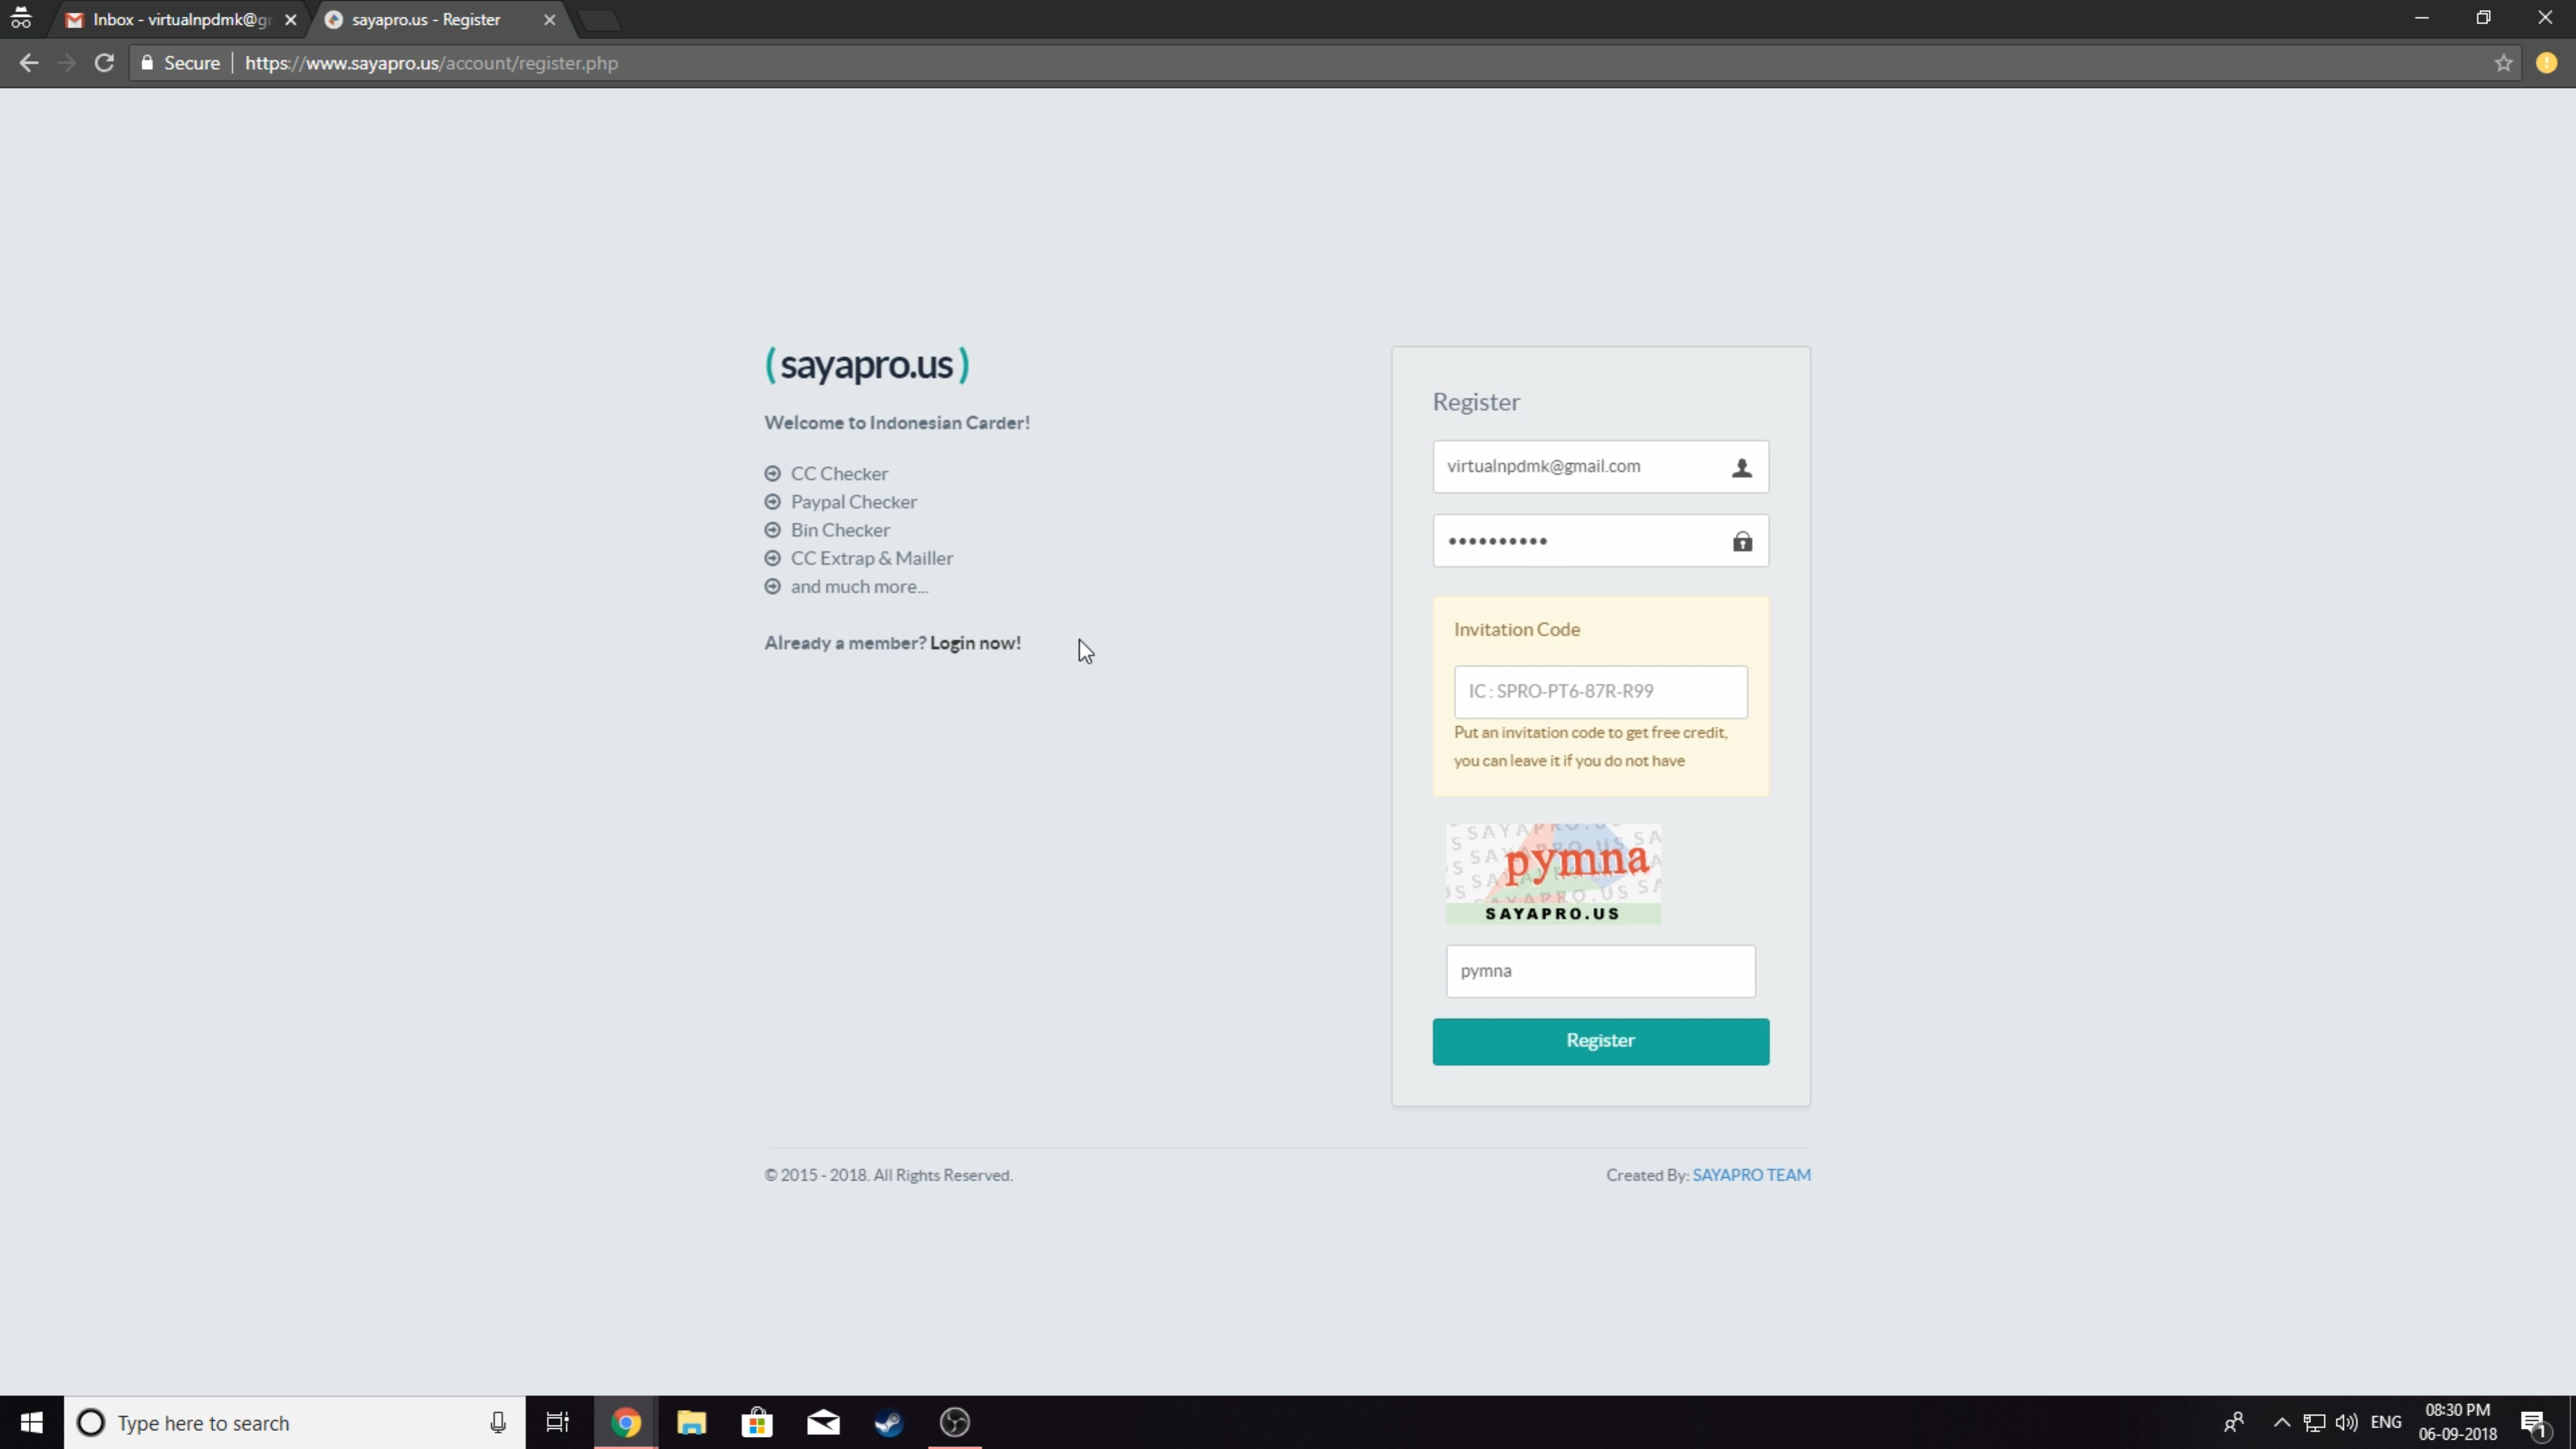 Inbox - virtualnpdmk@gr
sayapro.us - Register
Secure
https://www.sayapro.us/account/register.php
(sayapro.us)
Welcome to Indonesian Carder!
CC Checker
Paypal Checker
Bin Checker
CC Extrap & Mailler
and much more...
Already a member? Login now!
Register
virtualnpdmk@gmail.com
••••••••••
Invitation Code
IC : SPRO-PT6-87R-R99
Put an invitation code to get free credit,
you can leave it if you do not have
pymna
SAYAPRO.US
pymna
Register
© 2015 - 2018. All Rights Reserved.
Created By: SAYAPRO TEAM
Type here to search
ENG
08:30 PM
06-09-2018
1